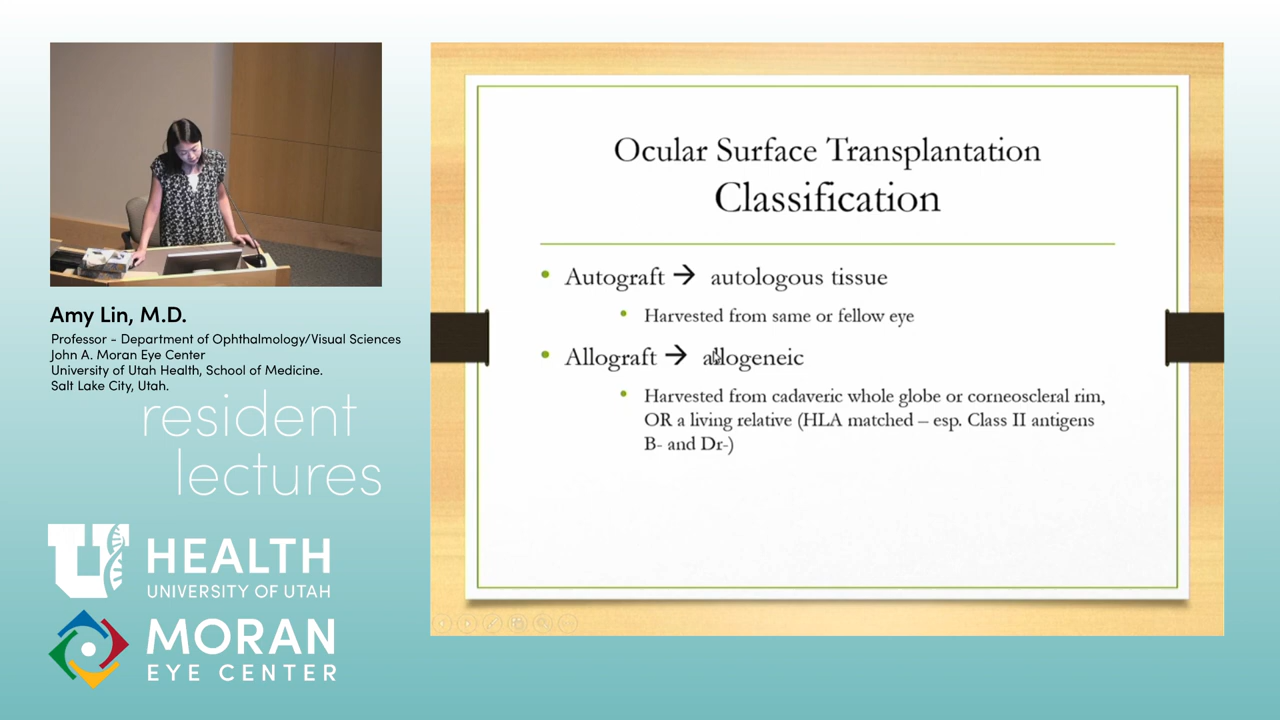 Amy Lin, M.D.
Professor - Department of Ophthalmology/Visual Sciences
John A. Moran Eye Center
University of Utah Health, School of Medicine.
Salt Lake City, Utah.
resident
lectures
U HEALTH
UNIVERSITY OF UTAH
MORAN
EYE CENTER
Ocular Surface Transplantation
Classification
• Autograft → autologous tissue
• Harvested from same or fellow eye
• Allograft → allogeneic
• Harvested from cadaveric whole globe or corneoscleral rim,
OR a living relative (HLA matched – esp. Class II antigens
B- and Dr-)